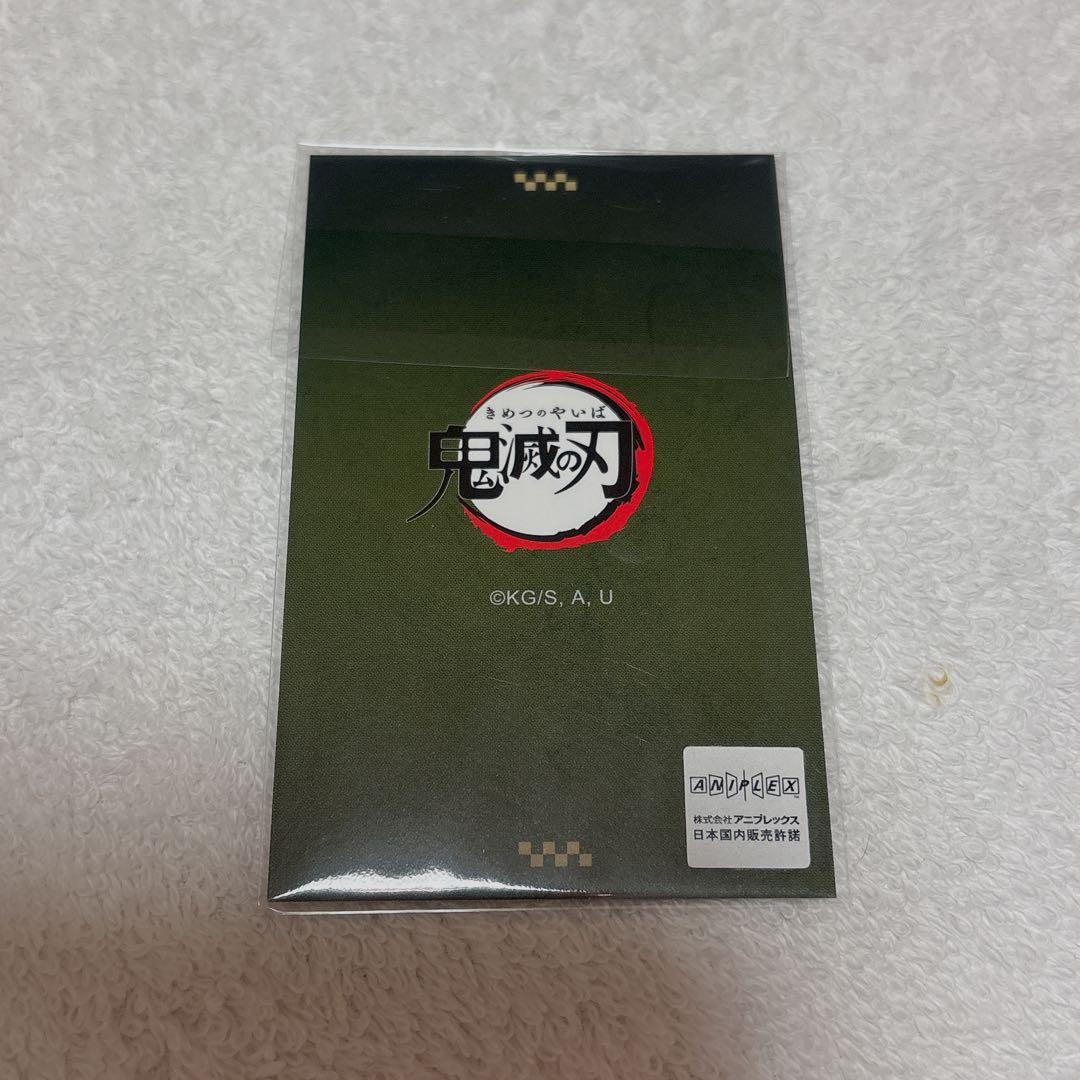 きめつのやいば
鬼滅の刃
©KG/S, A, U
ANIPLEX
株式会社アニプレックス
日本国内販売許諾